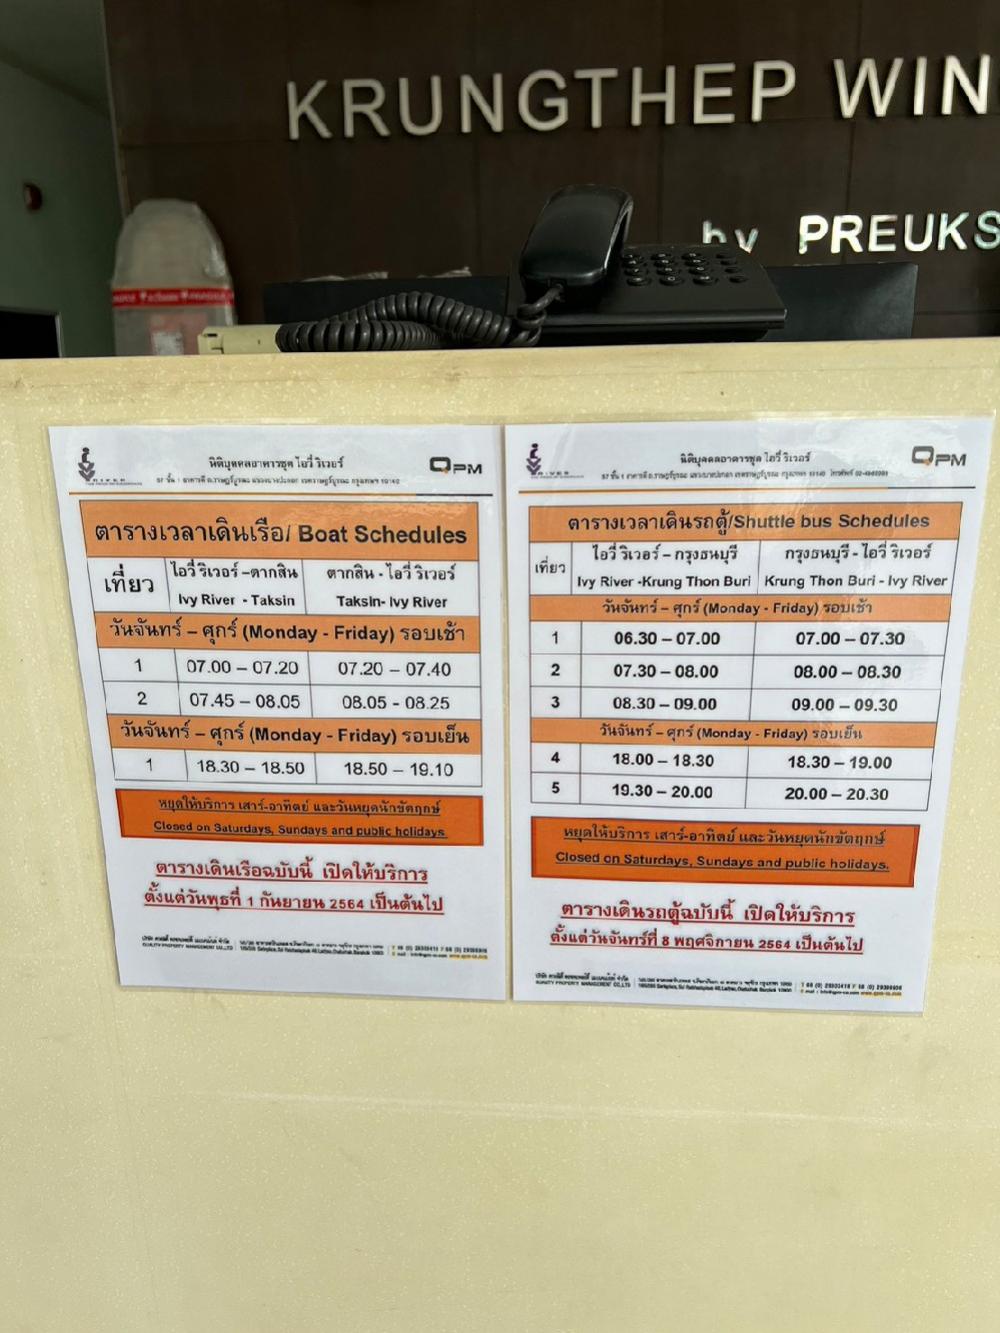 KRUNGTHEP WIN
by PREUKS
นิติบุคคลอาคารชุด ไอวี่ ริเวอร์
QPM
ตารางเวลาเดินเรือ/ Boat Schedules
เที่ยว
ไอวี่ ริเวอร์ –ตากสิน
Ivy River - Taksin
ตากสิน - ไอวี่ ริเวอร์
Taksin- Ivy River
วันจันทร์ – ศุกร์ (Monday - Friday) รอบเช้า
1 07.00 – 07.20 07.20 – 07.40
2 07.45 – 08.05 08.05 - 08.25
วันจันทร์ – ศุกร์ (Monday - Friday) รอบเย็น
1 18.30 – 18.50 18.50 – 19.10
หยุดให้บริการ เสาร์-อาทิตย์ และวันหยุดนักขัตฤกษ์
Closed on Saturdays, Sundays and public holidays.
ตารางเดินเรือฉบับนี้ เปิดให้บริการ
ตั้งแต่วันพุธที่ 1 กันยายน 2564 เป็นต้นไป
QUALITY PROPERTY MANAGEMENT CO.,LTD
นิติบุคคลอาคารชุด ไอวี่ ริเวอร์
QPM
ตารางเวลาเดินรถตู้/Shuttle bus Schedules
เที่ยว
ไอวี่ ริเวอร์ – กรุงธนบุรี
Ivy River -Krung Thon Buri
กรุงธนบุรี - ไอวี่ ริเวอร์
Krung Thon Buri - Ivy River
วันจันทร์ – ศุกร์ (Monday - Friday) รอบเช้า
1 06.30 – 07.00 07.00 – 07.30
2 07.30 – 08.00 08.00 – 08.30
3 08.30 – 09.00 09.00 – 09.30
วันจันทร์ – ศุกร์ (Monday - Friday) รอบเย็น
4 18.00 – 18.30 18.30 – 19.00
5 19.30 – 20.00 20.00 – 20.30
หยุดให้บริการ เสาร์-อาทิตย์ และวันหยุดนักขัตฤกษ์
Closed on Saturdays, Sundays and public holidays.
ตารางเดินรถตู้ฉบับนี้ เปิดให้บริการ
ตั้งแต่วันจันทร์ที่ 8 พฤศจิกายน 2564 เป็นต้นไป
QUALITY PROPERTY MANAGEMENT CO.,LTD